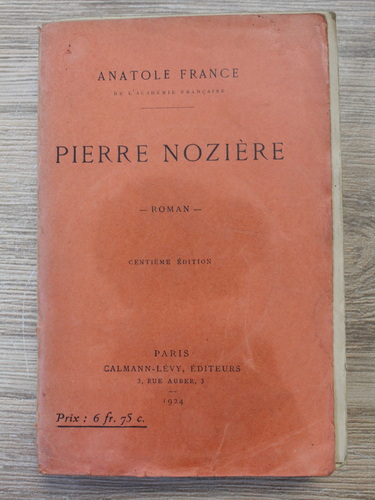 ANATOLE FRANCE
DE L'ACADÉMIE FRANÇAISE
PIERRE NOZIÈRE
— ROMAN —
CENTIÈME ÉDITION
PARIS
CALMANN-LÉVY, ÉDITEURS
3, RUE AUBER, 3
1924
Prix : 6 fr. 75 c.